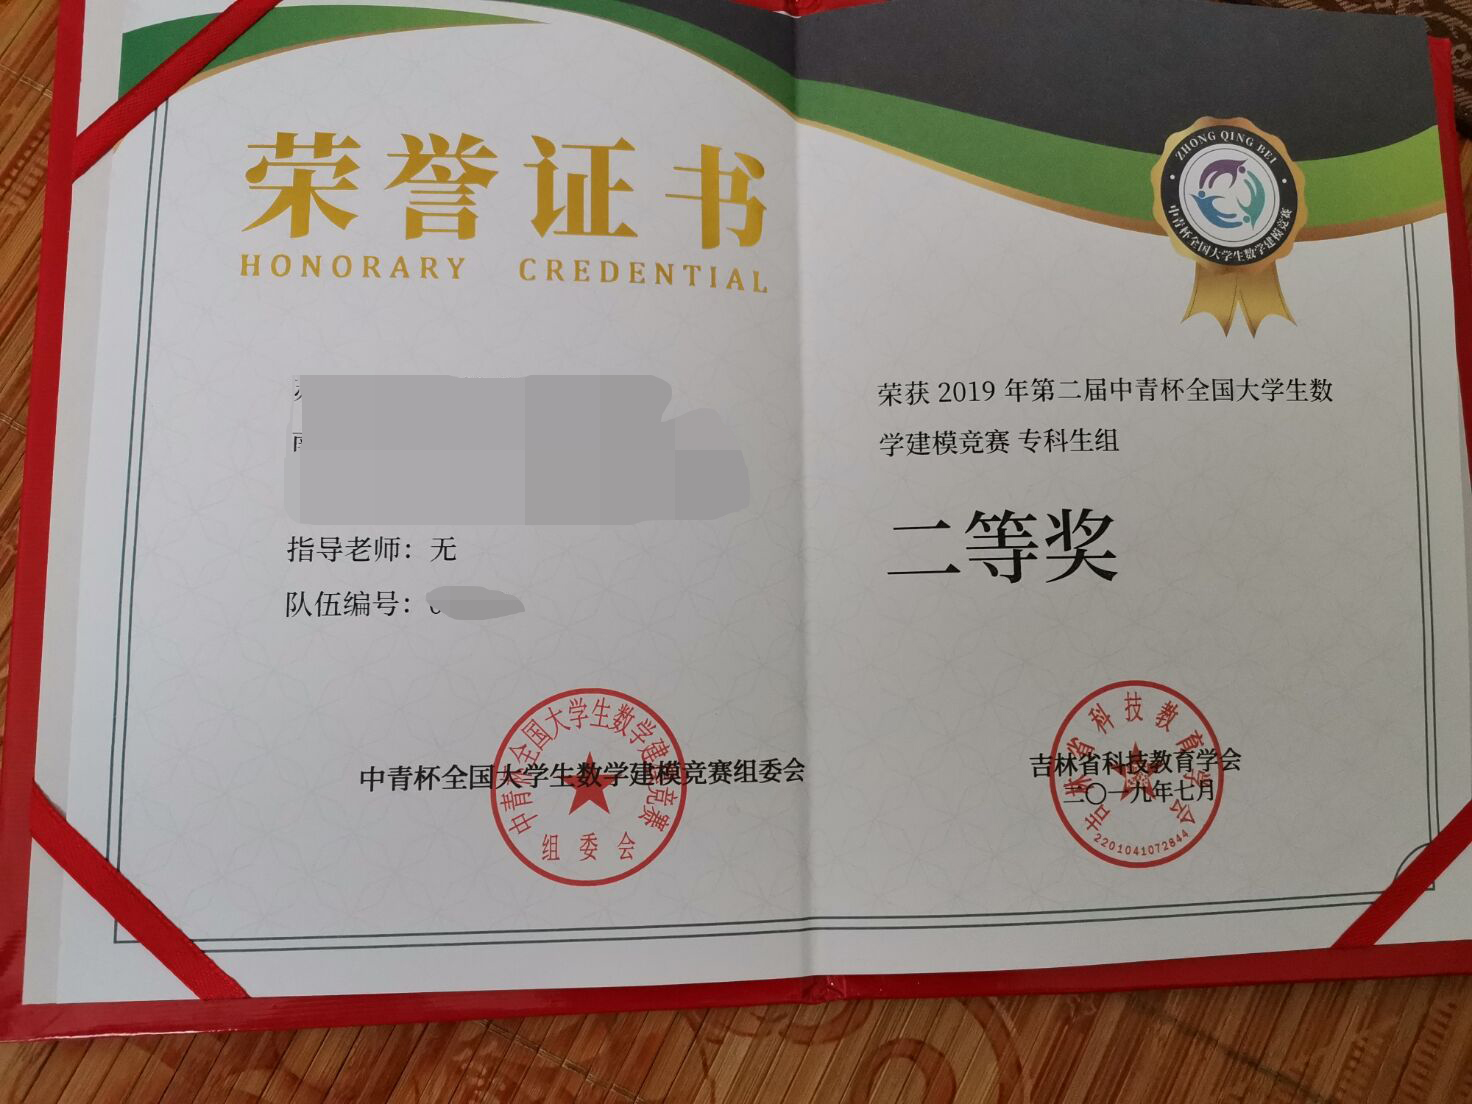 荣誉证书
HONORARY CREDENTIAL
指导老师：无
队伍编号：
中青杯全国大学生数学建模竞赛组委会
中青杯全国大学生数学建模竞赛
组委会
ZHONG QING BEI
中青杯全国大学生数学建模竞赛
荣获 2019 年第二届中青杯全国大学生数
学建模竞赛 专科生组
二等奖
吉林省科技教育学会
二〇一九年七月
吉林省科技教育学会
2201041072844